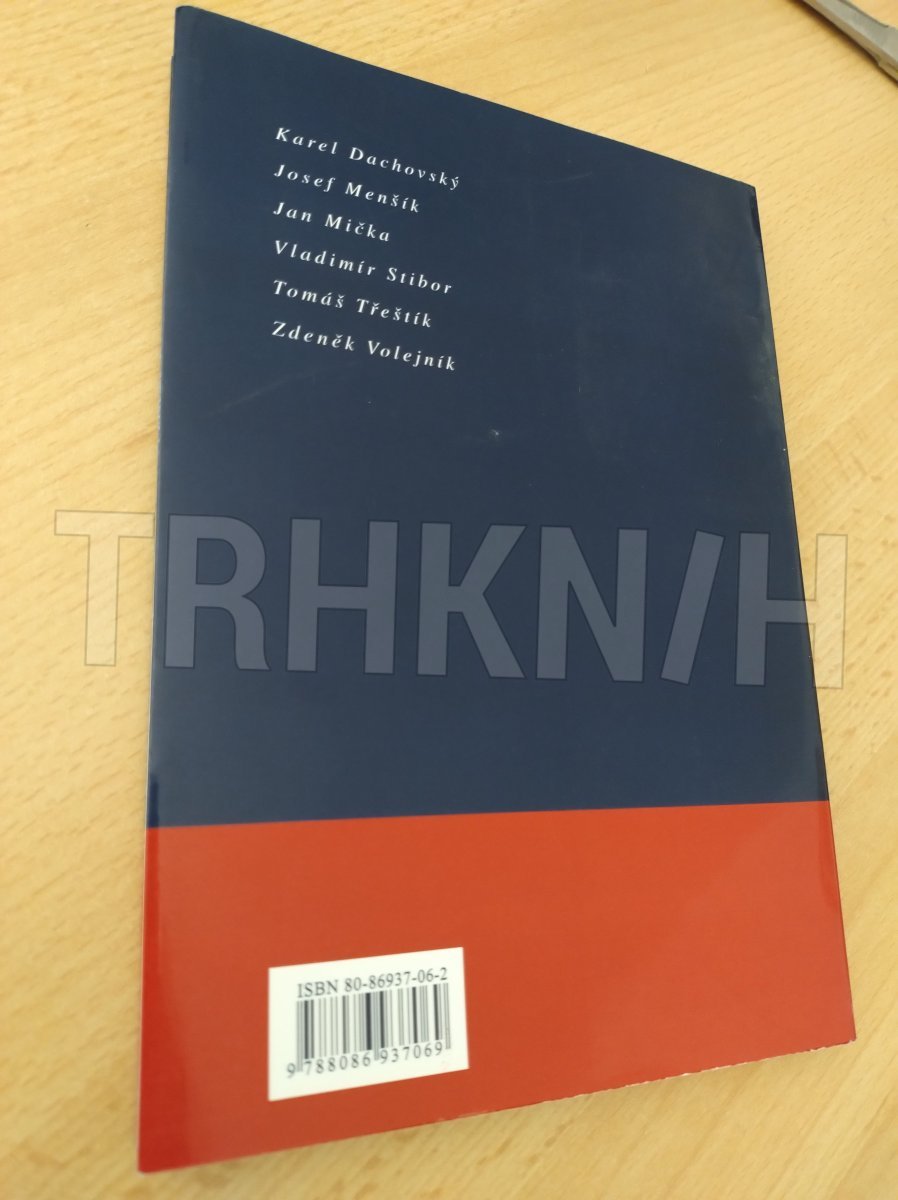 Karel Dachovský
Josef Menšík
Jan Mička
Vladimír Stibor
Tomáš Třeštík
Zdeněk Volejník
TRHKNIH
ISBN 80-86937-06-2
9 788086 937069